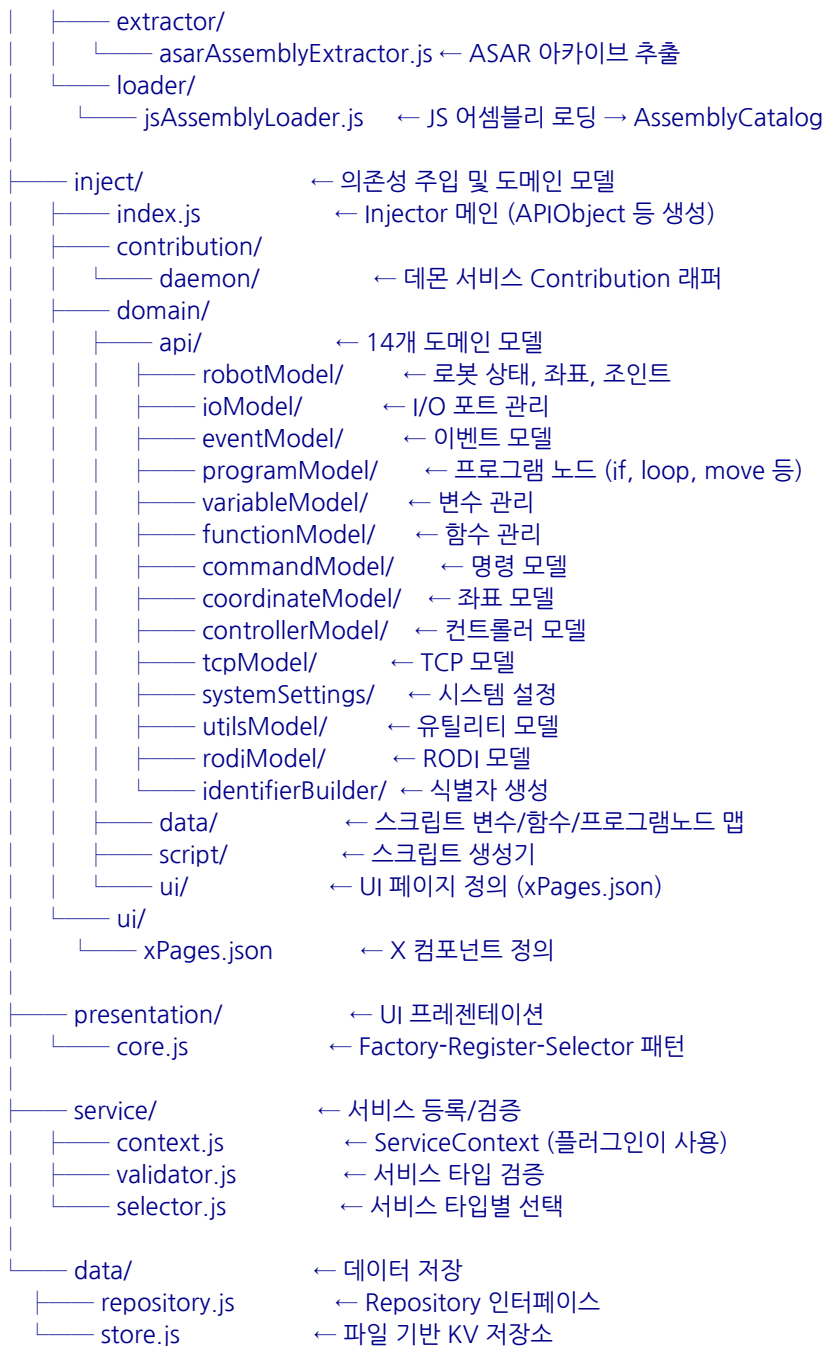 │   ├── extractor/
│   │   └── asarAssemblyExtractor.js ← ASAR 아카이브 추출
│   └── loader/
│       └── jsAssemblyLoader.js   ← JS 어셈블리 로딩 → AssemblyCatalog
│
├── inject/                  ← 의존성 주입 및 도메인 모델
│   ├── index.js             ← Injector 메인 (APIObject 등 생성)
│   ├── contribution/
│   │   └── daemon/          ← 데몬 서비스 Contribution 래퍼
│   ├── domain/
│   │   ├── api/             ← 14개 도메인 모델
│   │   │   ├── robotModel/      ← 로봇 상태, 좌표, 조인트
│   │   │   ├── ioModel/         ← I/O 포트 관리
│   │   │   ├── eventModel/      ← 이벤트 모델
│   │   │   ├── programModel/    ← 프로그램 노드 (if, loop, move 등)
│   │   │   ├── variableModel/   ← 변수 관리
│   │   │   ├── functionModel/   ← 함수 관리
│   │   │   ├── commandModel/    ← 명령 모델
│   │   │   ├── coordinateModel/ ← 좌표 모델
│   │   │   ├── controllerModel/ ← 컨트롤러 모델
│   │   │   ├── tcpModel/        ← TCP 모델
│   │   │   ├── systemSettings/  ← 시스템 설정
│   │   │   ├── utilsModel/      ← 유틸리티 모델
│   │   │   ├── rodiModel/       ← RODI 모델
│   │   │   └── identifierBuilder/ ← 식별자 생성
│   │   ├── data/            ← 스크립트 변수/함수/프로그램노드 맵
│   │   ├── script/          ← 스크립트 생성기
│   │   └── ui/              ← UI 페이지 정의 (xPages.json)
│   └── ui/
│       └── xPages.json      ← X 컴포넌트 정의
│
├── presentation/            ← UI 프레젠테이션
│   └── core.js              ← Factory-Register-Selector 패턴
│
├── service/                 ← 서비스 등록/검증
│   ├── context.js           ← ServiceContext (플러그인이 사용)
│   ├── validator.js         ← 서비스 타입 검증
│   └── selector.js          ← 서비스 타입별 선택
│
└── data/                    ← 데이터 저장
    ├── repository.js        ← Repository 인터페이스
    └── store.js             ← 파일 기반 KV 저장소